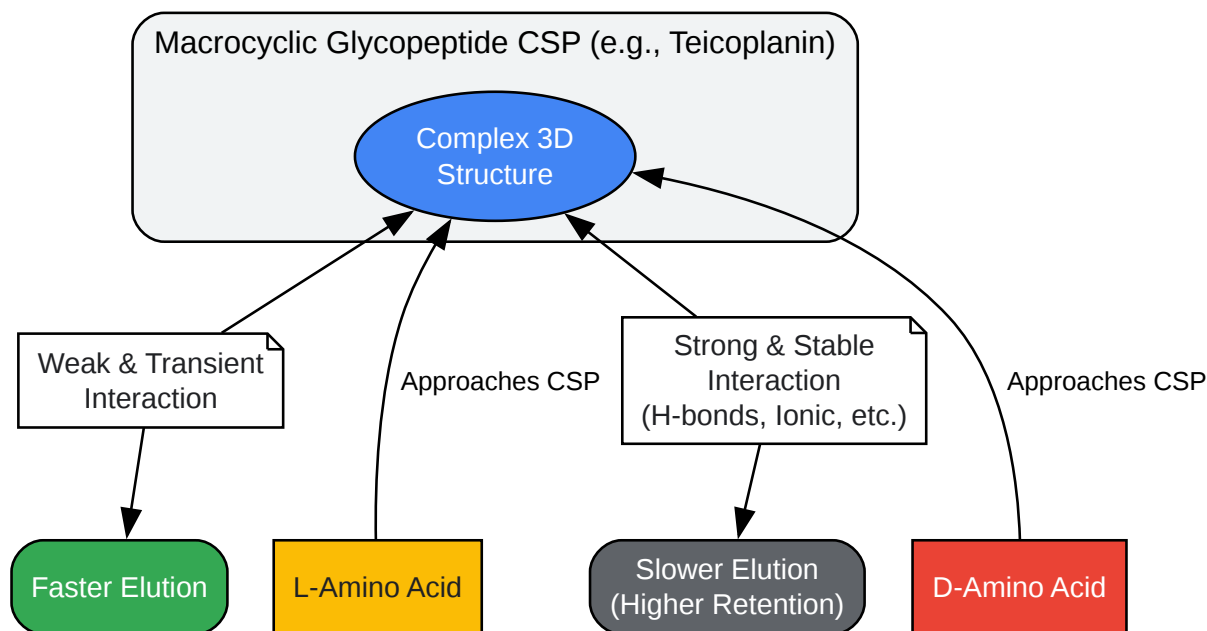 Macrocyclic Glycopeptide CSP (e.g., Teicoplanin)
Complex 3D
Structure
Weak & Transient
Interaction
Approaches CSP
Strong & Stable
Interaction
(H-bonds, Ionic, etc.)
Approaches CSP
Faster Elution
L-Amino Acid
Slower Elution
(Higher Retention)
D-Amino Acid